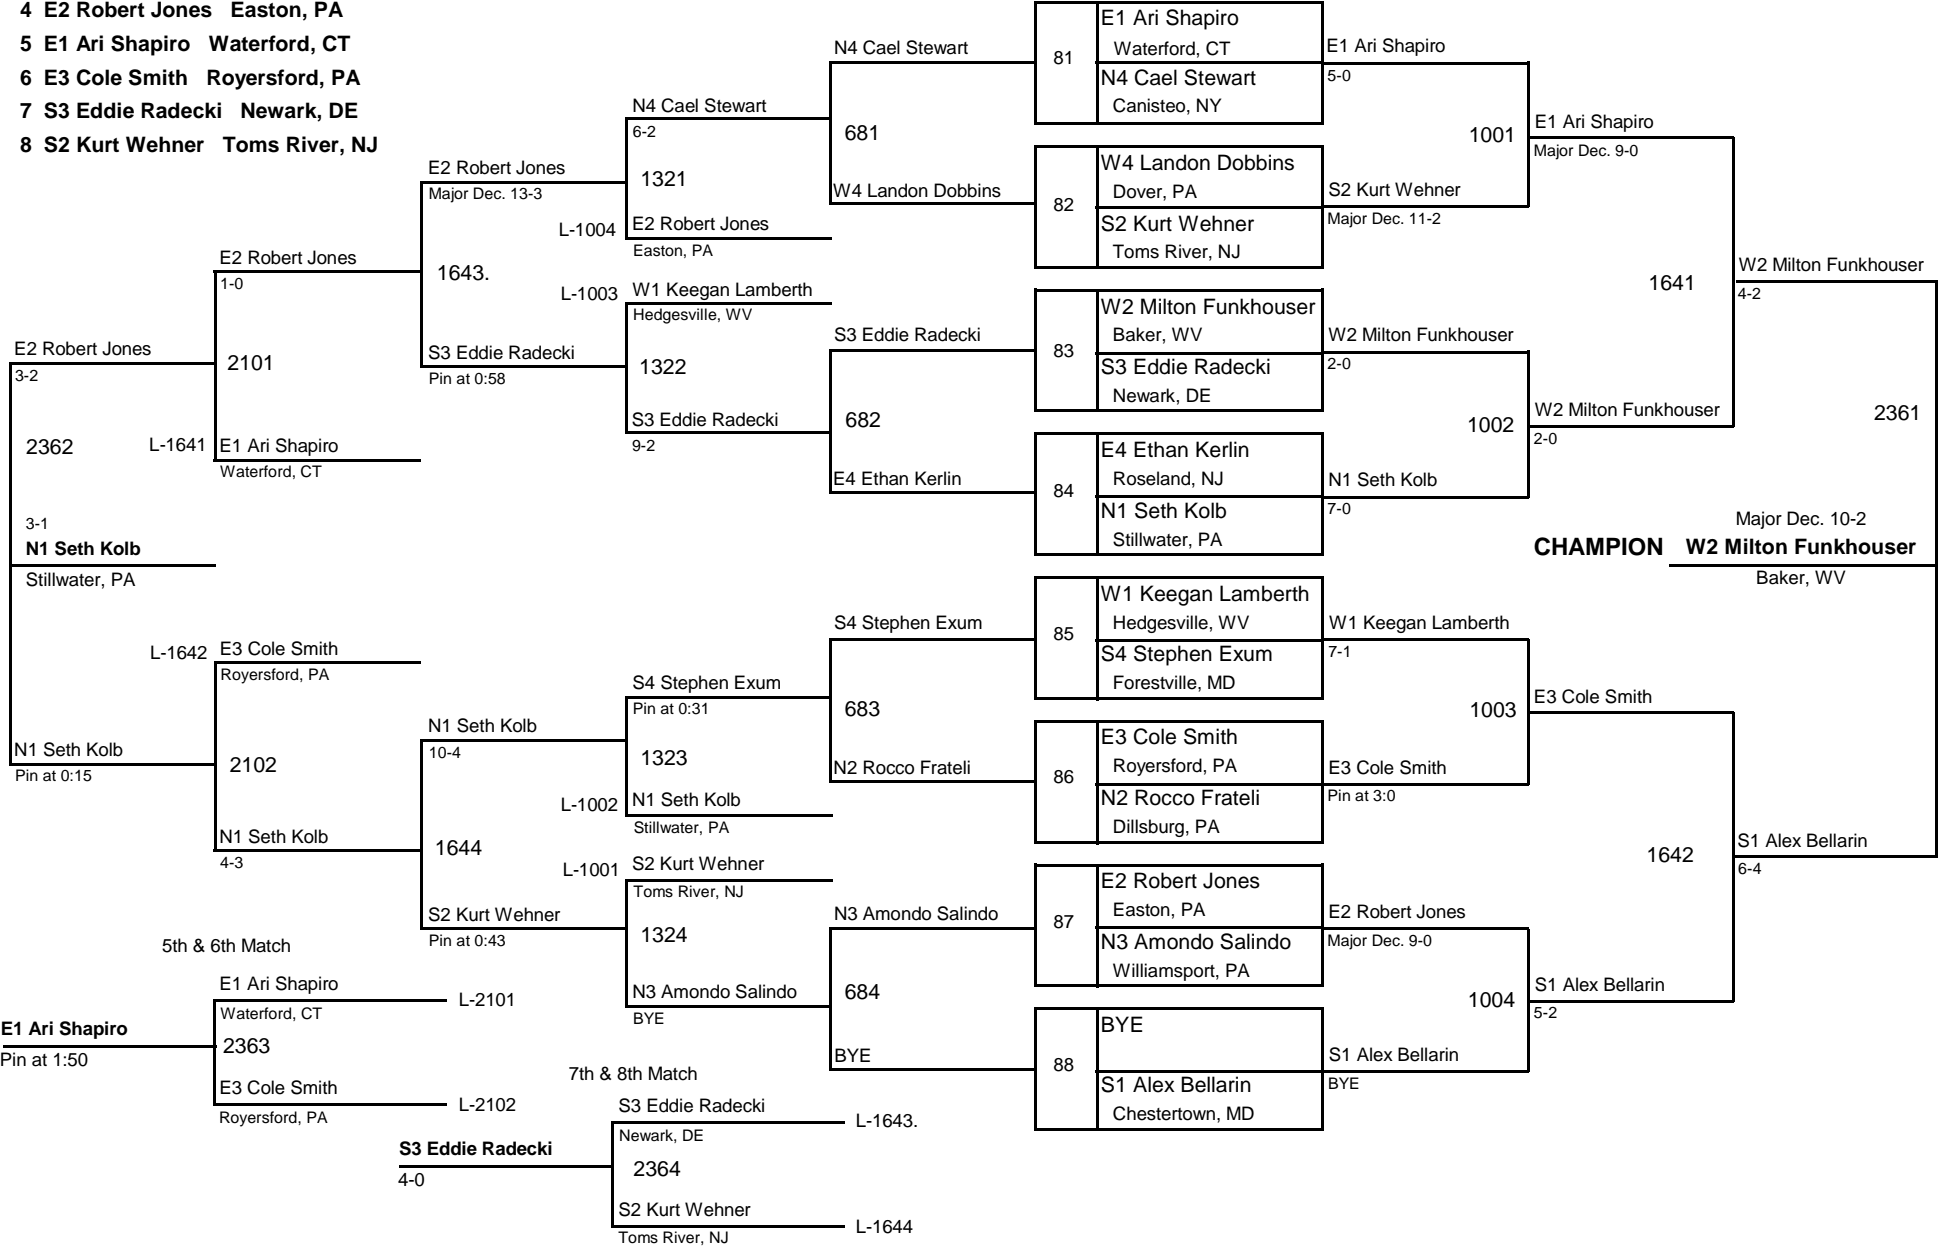 4 E2 Robert Jones Easton, PA
5 E1 Ari Shapiro Waterford, CT
6 E3 Cole Smith Royersford, PA
7 S3 Eddie Radecki Newark, DE
8 S2 Kurt Wehner Toms River, NJ
81
E1 Ari Shapiro
Waterford, CT
N4 Cael Stewart
Canisteo, NY
82
W4 Landon Dobbins
Dover, PA
S2 Kurt Wehner
Toms River, NJ
83
W2 Milton Funkhouser
Baker, WV
S3 Eddie Radecki
Newark, DE
84
E4 Ethan Kerlin
Roseland, NJ
N1 Seth Kolb
Stillwater, PA
85
W1 Keegan Lamberth
Hedgesville, WV
S4 Stephen Exum
Forestville, MD
86
E3 Cole Smith
Royersford, PA
N2 Rocco Frateli
Dillsburg, PA
87
E2 Robert Jones
Easton, PA
N3 Amondo Salindo
Williamsport, PA
88
BYE
S1 Alex Bellarin
Chestertown, MD
E1 Ari Shapiro
5-0
1001
S2 Kurt Wehner
Major Dec. 11-2
W2 Milton Funkhouser
2-0
1002
N1 Seth Kolb
7-0
W1 Keegan Lamberth
7-1
1003
E3 Cole Smith
Pin at 3:0
E2 Robert Jones
Major Dec. 9-0
1004
S1 Alex Bellarin
BYE
E1 Ari Shapiro
Major Dec. 9-0
1641
W2 Milton Funkhouser
2-0
E3 Cole Smith
1642
S1 Alex Bellarin
5-2
W2 Milton Funkhouser
4-2
2361
S1 Alex Bellarin
6-4
Major Dec. 10-2
CHAMPION W2 Milton Funkhouser
Baker, WV
N4 Cael Stewart
681
W4 Landon Dobbins
S3 Eddie Radecki
682
E4 Ethan Kerlin
S4 Stephen Exum
683
N2 Rocco Frateli
N3 Amondo Salindo
684
BYE
N4 Cael Stewart
6-2
1321
L-1004 E2 Robert Jones
Easton, PA
L-1003 W1 Keegan Lamberth
Hedgesville, WV
1322
S3 Eddie Radecki
9-2
S4 Stephen Exum
Pin at 0:31
1323
L-1002 N1 Seth Kolb
Stillwater, PA
L-1001 S2 Kurt Wehner
Toms River, NJ
1324
N3 Amondo Salindo
BYE
E2 Robert Jones
Major Dec. 13-3
1643.
S3 Eddie Radecki
Pin at 0:58
N1 Seth Kolb
10-4
1644
S2 Kurt Wehner
Pin at 0:43
E2 Robert Jones
1-0
2101
L-1641 E1 Ari Shapiro
Waterford, CT
L-1642 E3 Cole Smith
Royersford, PA
2102
N1 Seth Kolb
4-3
E2 Robert Jones
3-2
2362
3-1
N1 Seth Kolb
Stillwater, PA
N1 Seth Kolb
Pin at 0:15
5th & 6th Match
E1 Ari Shapiro
L-2101
Waterford, CT
E1 Ari Shapiro
2363
Pin at 1:50
E3 Cole Smith
L-2102
Royersford, PA
7th & 8th Match
S3 Eddie Radecki
L-1643.
Newark, DE
S3 Eddie Radecki
2364
4-0
S2 Kurt Wehner
L-1644
Toms River, NJ